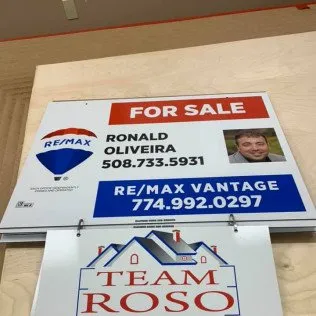 FOR SALE
RE/MAX
RONALD
OLIVEIRA
508.733.5931
RE/MAX VANTAGE
774.992.0297
TEAM
ROSO